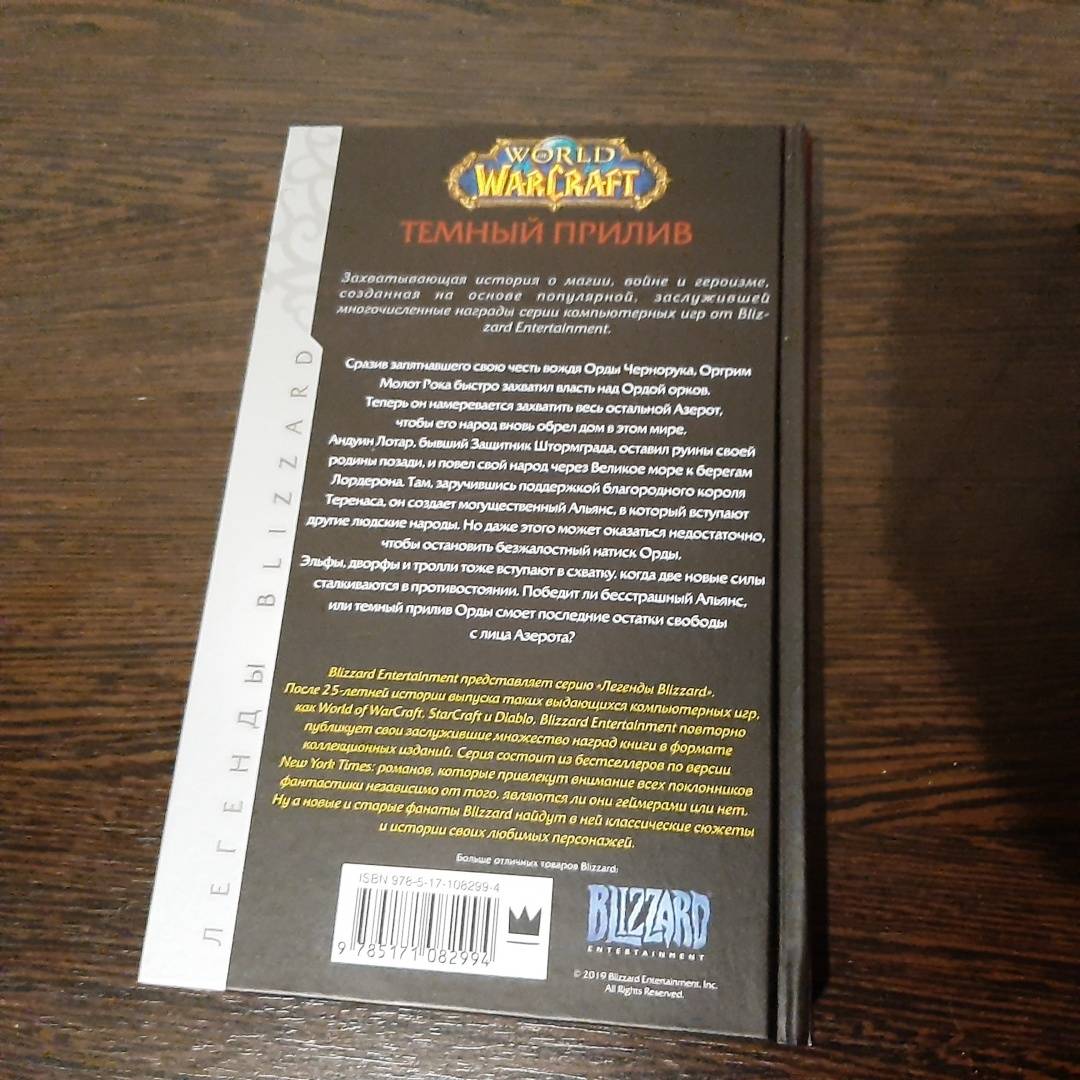 WORLD OF
WARCRAFT
ТЕМНЫЙ ПРИЛИВ
Захватывающая история о магии, войне и героизме,
созданная на основе популярной, заслужившей
многочисленные награды серии компьютерных игр от Bliz-
zard Entertainment.
Сразив запятнавшего свою честь вождя Орды Чернорука, Оргрим
Молот Рока быстро захватил власть над Ордой орков.
Теперь он намеревается захватить весь остальной Азерот,
чтобы его народ вновь обрел дом в этом мире.
Андуин Лотар, бывший Защитник Штормграда, оставил руины своей
родины позади, и повел свой народ через Великое море к берегам
Лордерона. Там, заручившись поддержкой благородного короля
Теренаса, он создает могущественный Альянс, в который вступают
другие людские народы. Но даже этого может оказаться недостаточно,
чтобы остановить безжалостный натиск Орды.
Эльфы, дворфы и тролли тоже вступают в схватку, когда две новые силы
сталкиваются в противостоянии. Победит ли бесстрашный Альянс,
или темный прилив Орды смоет последние остатки свободы
с лица Азерота?
Blizzard Entertainment представляет серию «Легенды Blizzard».
После 25-летней истории выпуска таких выдающихся компьютерных игр,
как World of WarCraft, StarCraft и Diablo, Blizzard Entertainment повторно
публикует свои заслужившие множество наград книги в формате
коллекционных изданий. Серия состоит из бестселлеров по версии
New York Times: романов, которые привлекут внимание всех поклонников
фантастики независимо от того, являются ли они геймерами или нет.
Ну а новые и старые фанаты Blizzard найдут в ней классические сюжеты
и истории своих любимых персонажей.
Больше отличных товаров Blizzard:
ISBN 978-5-17-108299-4
9 785171 082994
BLIZZARD
ENTERTAINMENT
© 2019 Blizzard Entertainment, Inc.
All Rights Reserved.
ЛЕГЕНДЫ BLIZZARD